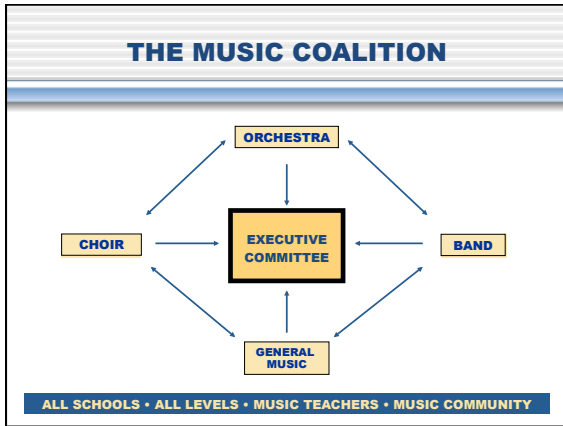 THE MUSIC COALITION
ORCHESTRA
CHOIR
EXECUTIVE
COMMITTEE
BAND
GENERAL
MUSIC
ALL SCHOOLS • ALL LEVELS • MUSIC TEACHERS • MUSIC COMMUNITY